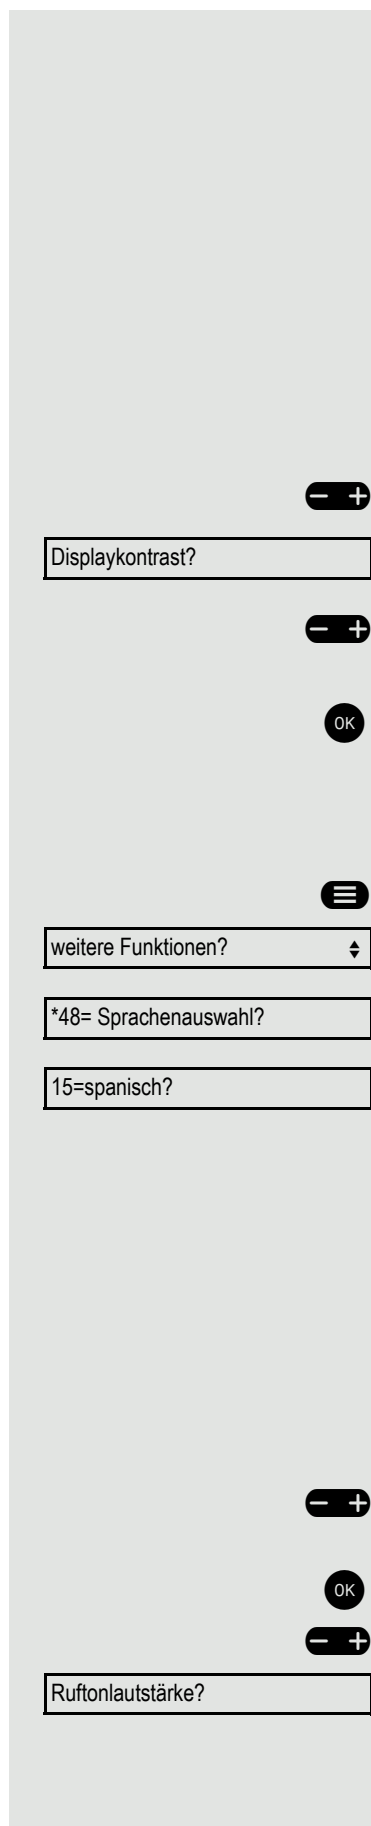 Displaykontrast?
OK
weitere Funktionen?
*48= Sprachenauswahl?
15=spanisch?
OK
Ruftonlautstärke?